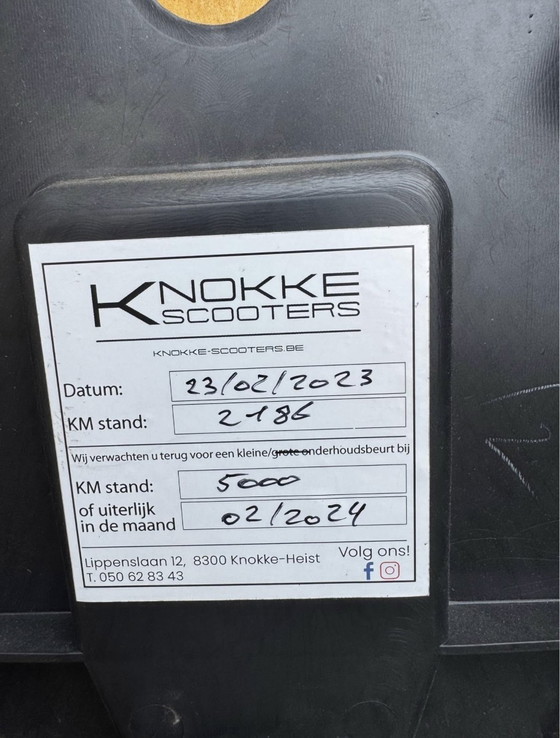 KNOKKE
SCOOTERS
KNOKKE-SCOOTERS.BE
Datum: 23/02/2023
KM stand: 2186
Wij verwachten u terug voor een kleine/grote onderhoudsbeurt bij
KM stand: 5000
of uiterlijk
in de maand 02/2024
Lippenslaan 12, 8300 Knokke-Heist
T. 050 62 83 43
Volg ons!
f